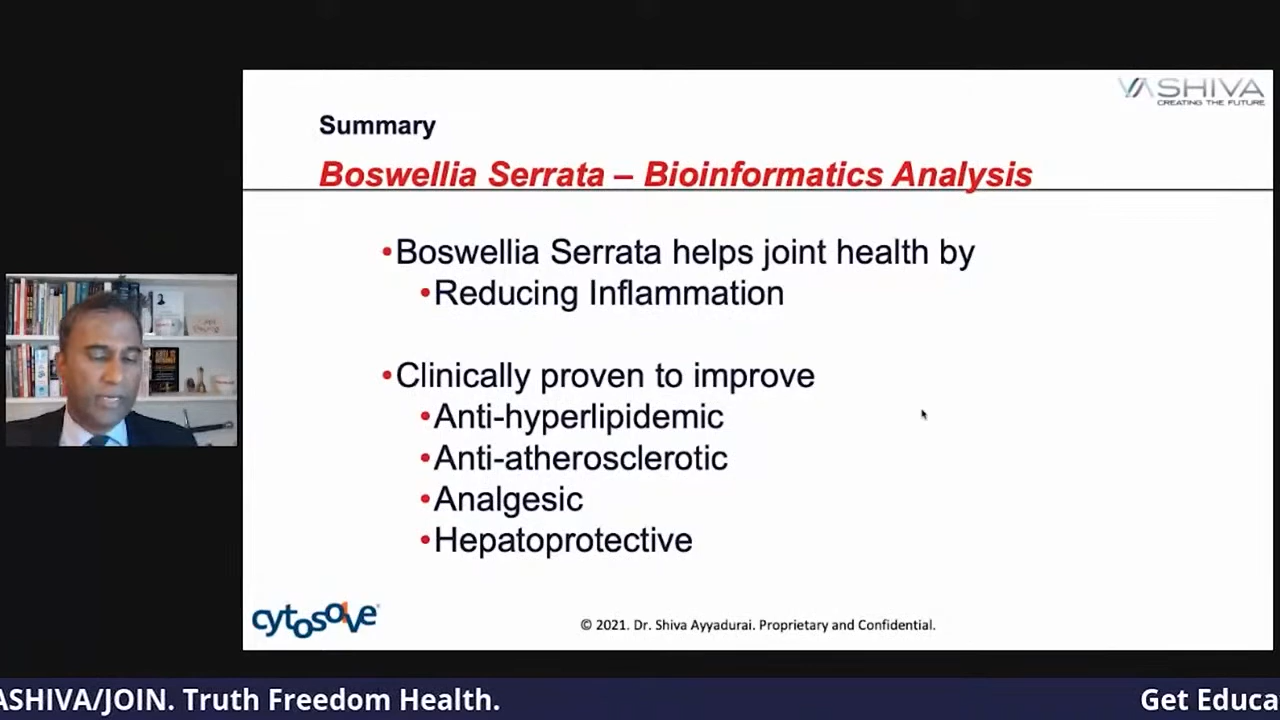 VASHIVA
CREATING THE FUTURE
Summary
Boswellia Serrata – Bioinformatics Analysis
•Boswellia Serrata helps joint health by
•Reducing Inflammation
•Clinically proven to improve
•Anti-hyperlipidemic
•Anti-atherosclerotic
•Analgesic
•Hepatoprotective
cytosolve
© 2021. Dr. Shiva Ayyadurai. Proprietary and Confidential.
ASHIVA/JOIN. Truth Freedom Health. Get Educa